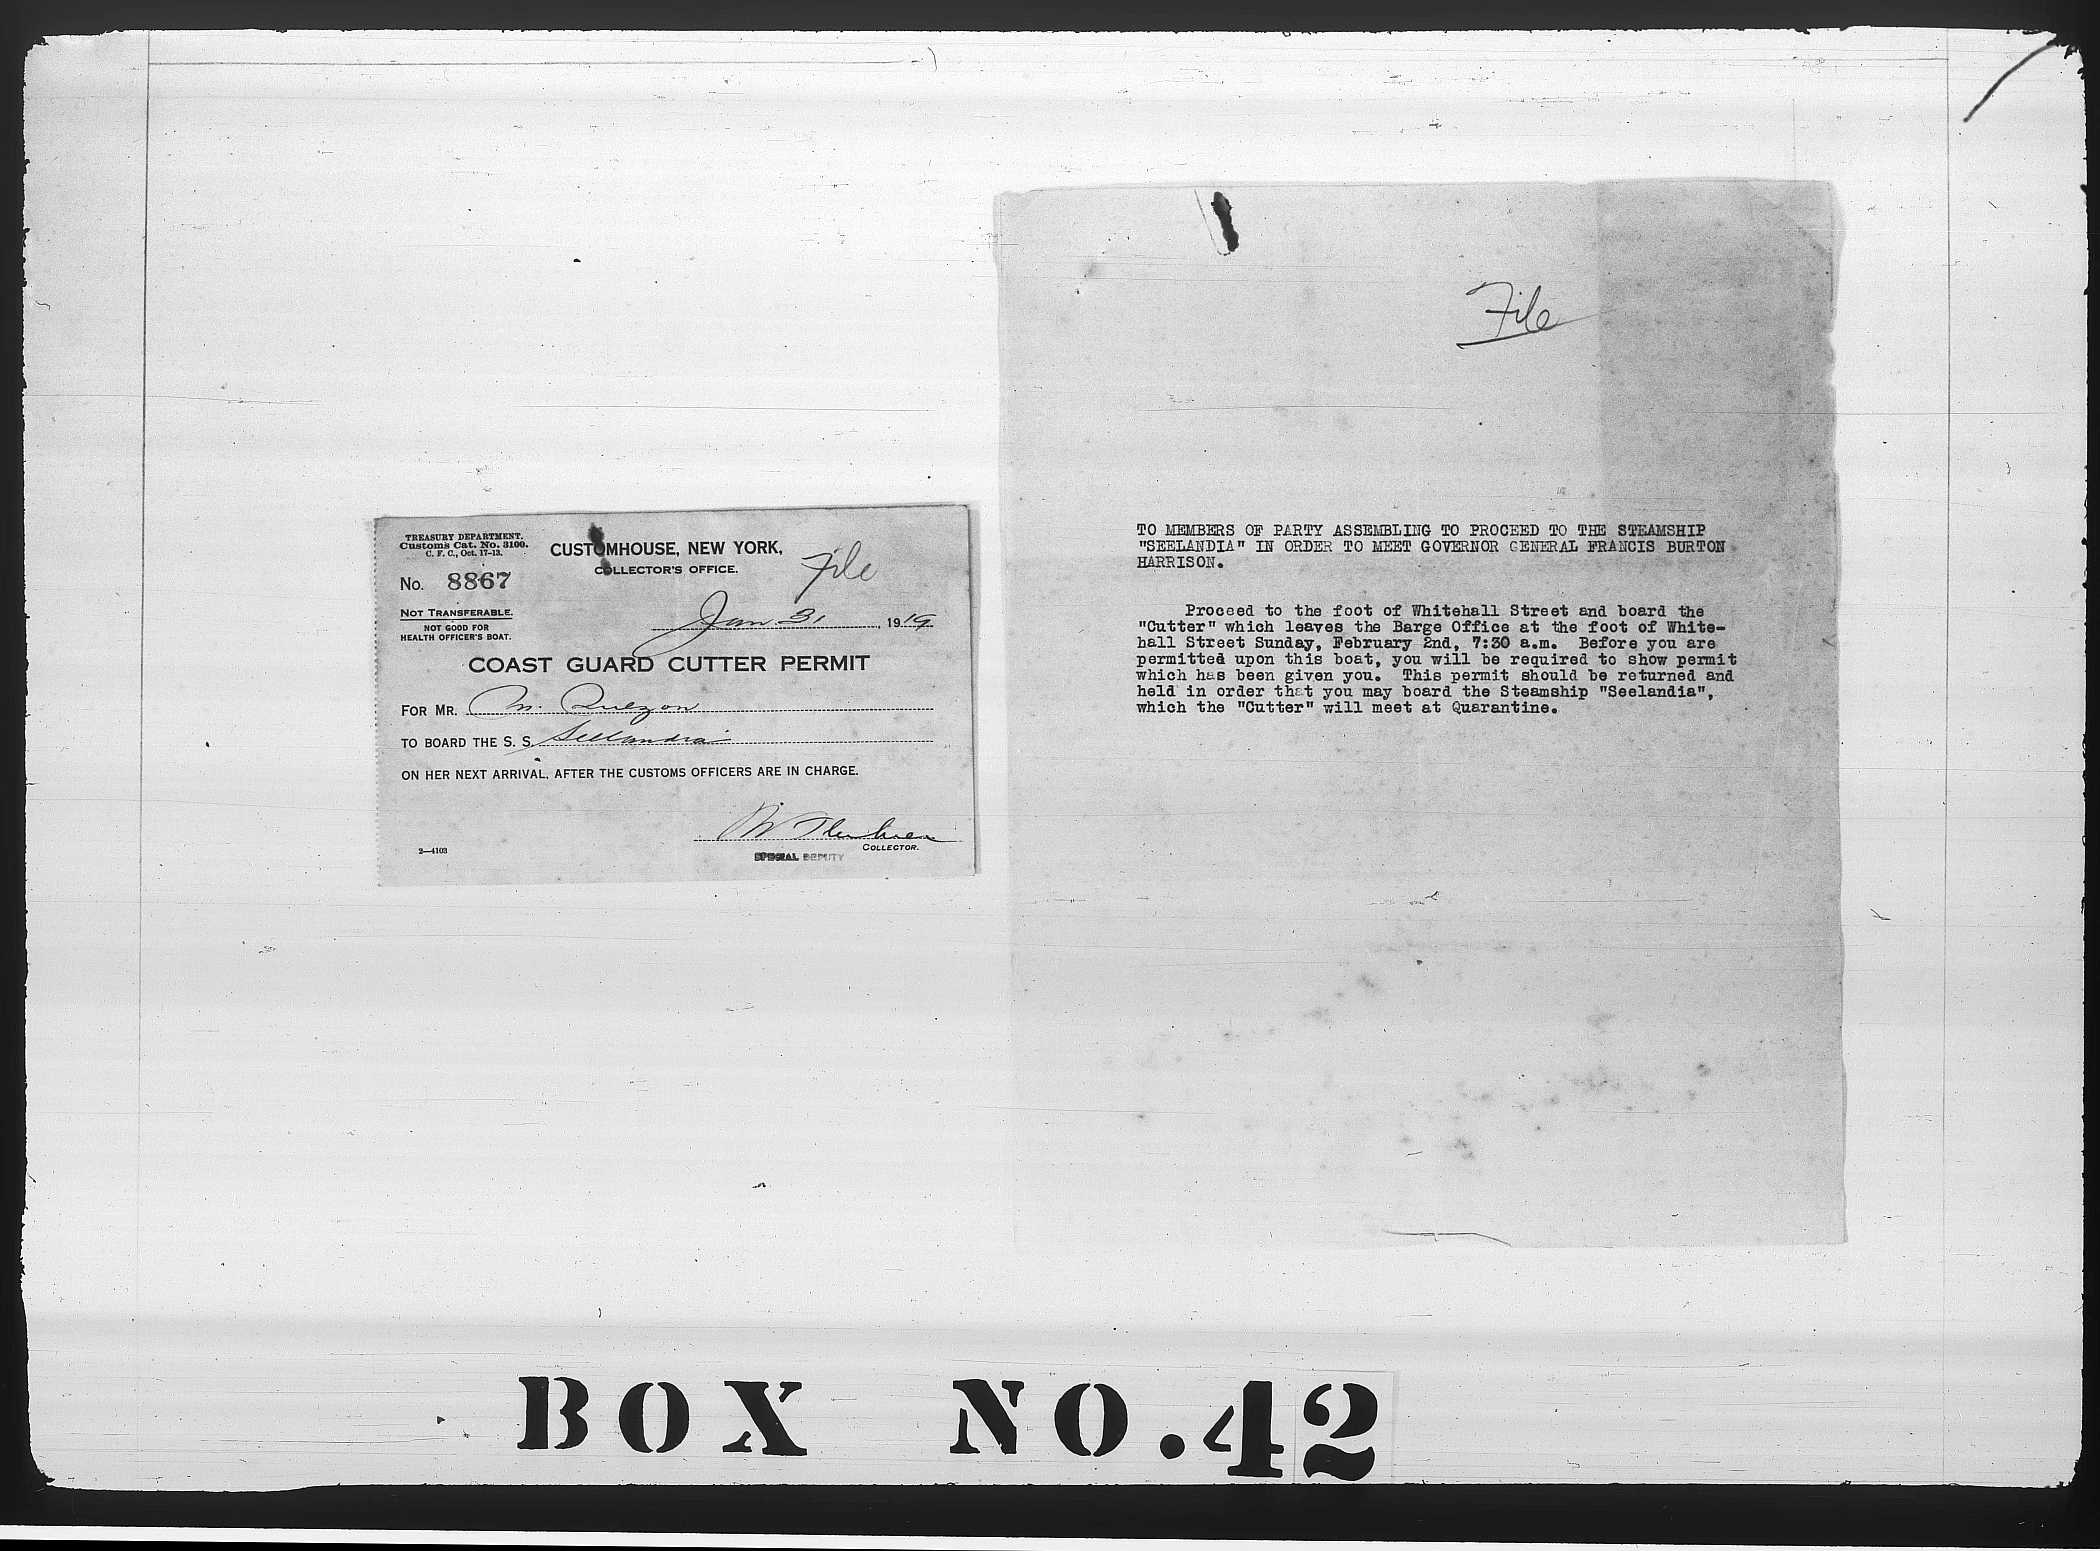 TREASURY DEPARTMENT.
Customs Cat. No. 3100.
C. F. C., Oct. 17-13.
No. 8867
NOT TRANSFERABLE.
NOT GOOD FOR
HEALTH OFFICER'S BOAT.
CUSTOMHOUSE, NEW YORK,
COLLECTOR'S OFFICE.
File
Jan 31, 1919
COAST GUARD CUTTER PERMIT
FOR MR. M. Quezon
TO BOARD THE S. S. Seelandia
ON HER NEXT ARRIVAL, AFTER THE CUSTOMS OFFICERS ARE IN CHARGE.
COLLECTOR.
SPECIAL DEPUTY
2—4103
File
TO MEMBERS OF PARTY ASSEMBLING TO PROCEED TO THE STEAMSHIP
"SEELANDIA" IN ORDER TO MEET GOVERNOR GENERAL FRANCIS BURTON
HARRISON.
Proceed to the foot of Whitehall Street and board the
"Cutter" which leaves the Barge Office at the foot of White-
hall Street Sunday, February 2nd, 7:30 a.m. Before you are
permitted upon this boat, you will be required to show permit
which has been given you. This permit should be returned and
held in order that you may board the Steamship "Seelandia",
which the "Cutter" will meet at Quarantine.
BOX NO. 42